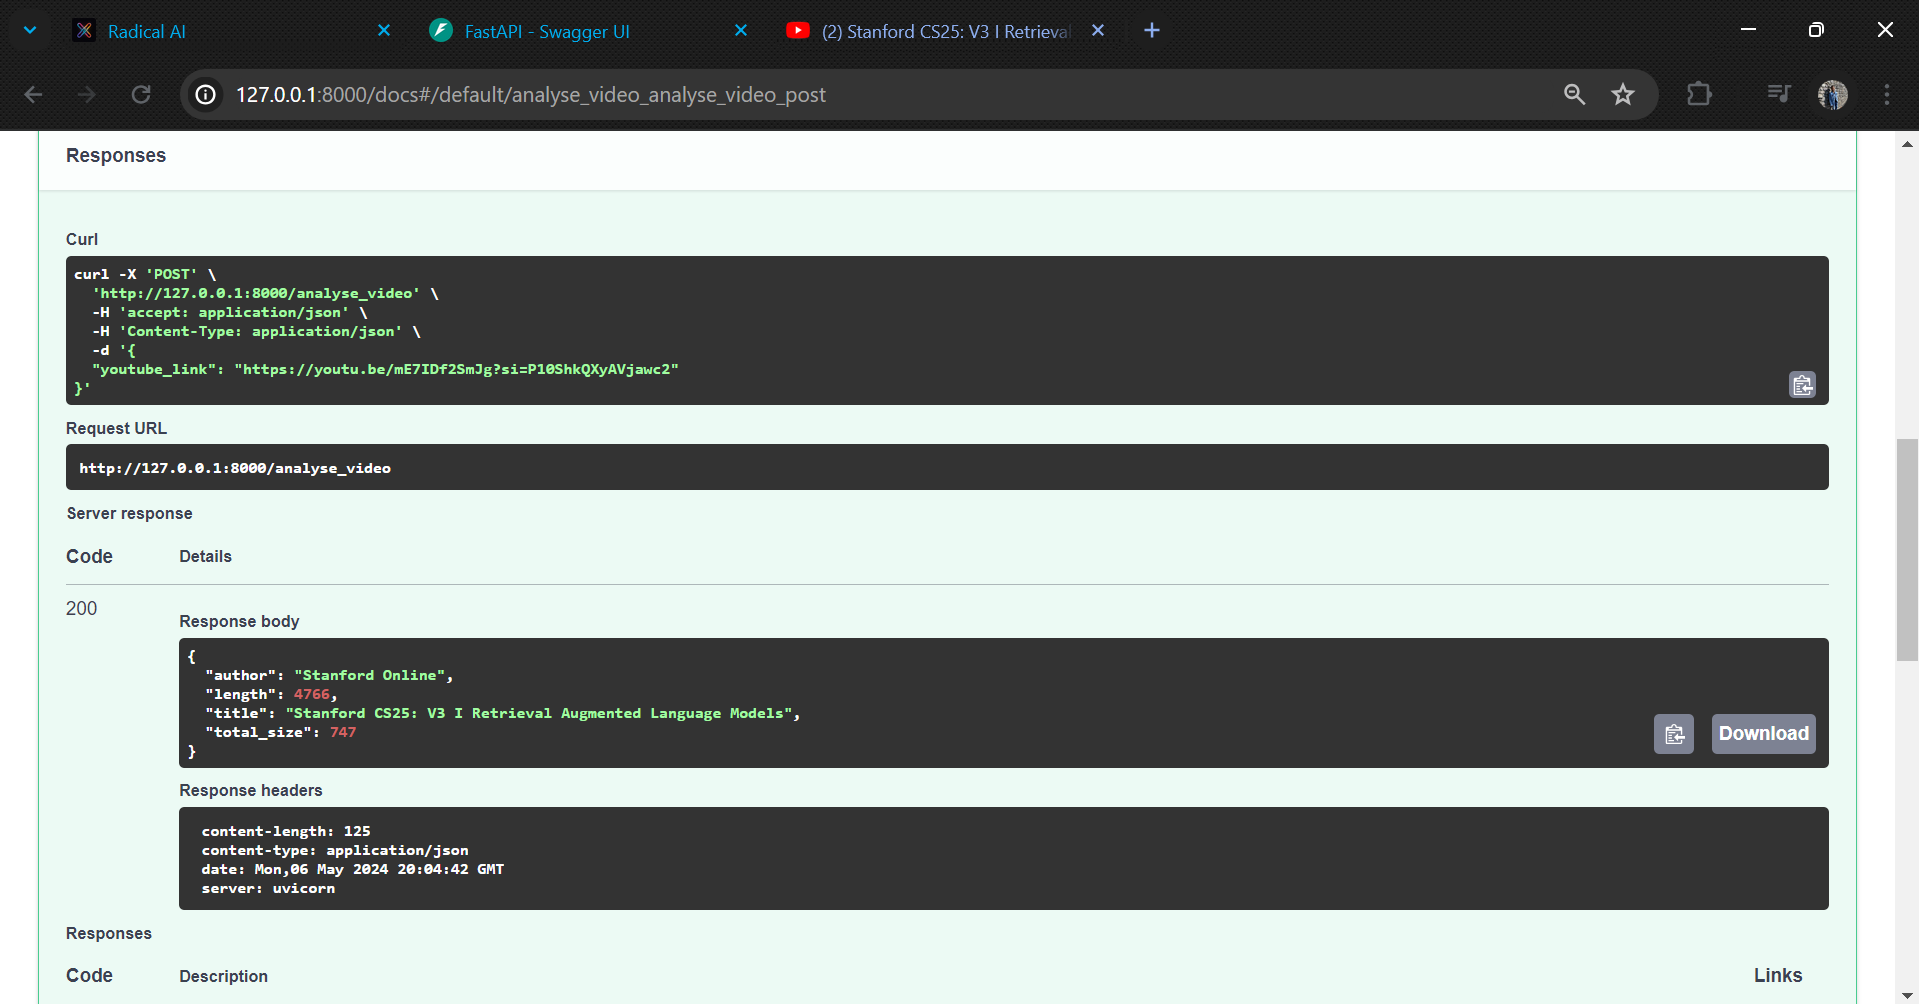 Radical AI
FastAPI - Swagger UI
(2) Stanford CS25: V3 I Retrieval
127.0.0.1:8000/docs#/default/analyse_video_analyse_video_post
Responses
Curl
curl -X 'POST' \
'http://127.0.0.1:8000/analyse_video' \
-H 'accept: application/json' \
-H 'Content-Type: application/json' \
-d '{
"youtube_link": "https://youtu.be/mE7IDf2SmJg?si=P10ShkQXyAVjawc2"
}'
Request URL
http://127.0.0.1:8000/analyse_video
Server response
Code Details
200
Response body
{
"author": "Stanford Online",
"length": 4766,
"title": "Stanford CS25: V3 I Retrieval Augmented Language Models",
"total_size": 747
}
Download
Response headers
content-length: 125
content-type: application/json
date: Mon,06 May 2024 20:04:42 GMT
server: uvicorn
Responses
Code Description Links